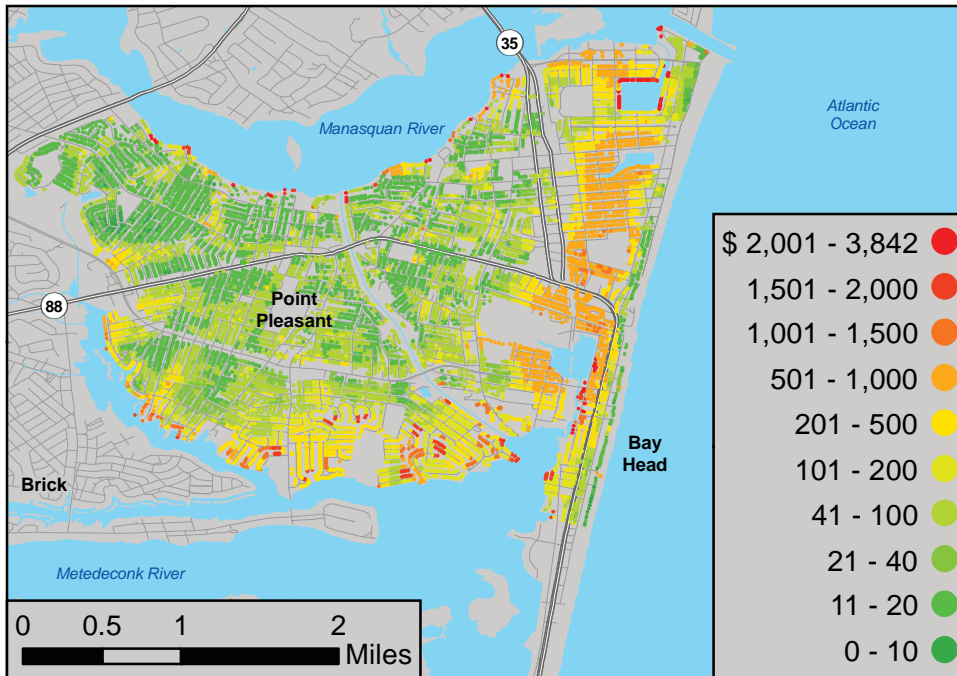 35
Manasquan River
Atlantic
Ocean
88
Point
Pleasant
Bay
Head
Brick
Metedeconk River
0 0.5 1 2
Miles
$ 2,001 - 3,842
1,501 - 2,000
1,001 - 1,500
501 - 1,000
201 - 500
101 - 200
41 - 100
21 - 40
11 - 20
0 - 10